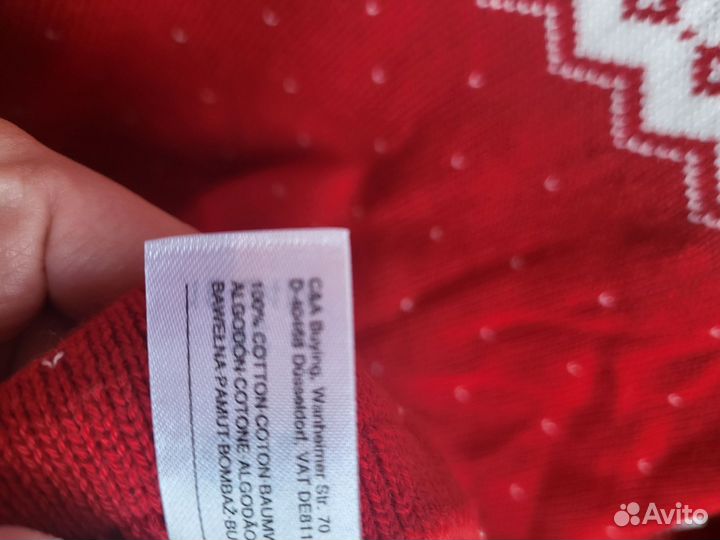 C&A Buying, Wanheimer Str. 70
D-40468 Düsseldorf, VAT DE811
100% COTTON COTON BAUMW
ALGODÓN COTONE ALGODÃO
BAWEŁNA PAMUT BOMBAŽ BU
Avito